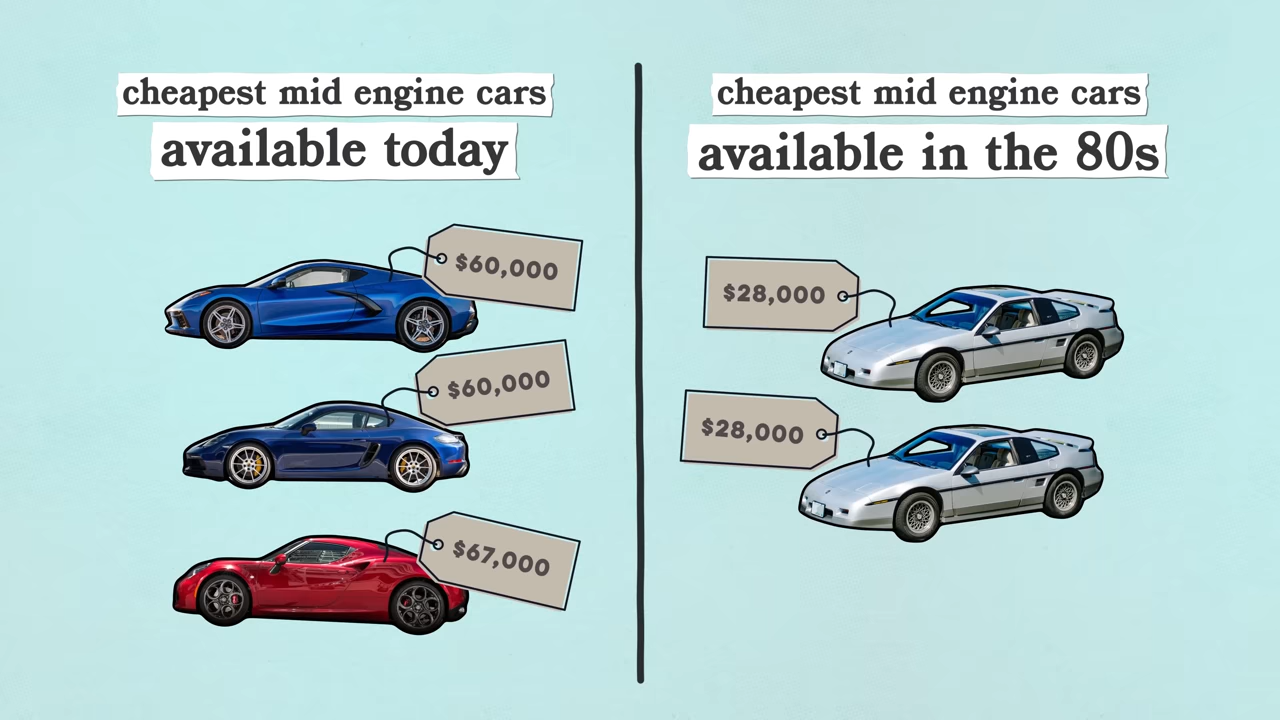 cheapest mid engine cars
available today
$60,000
$60,000
$67,000
cheapest mid engine cars
available in the 80s
$28,000
$28,000